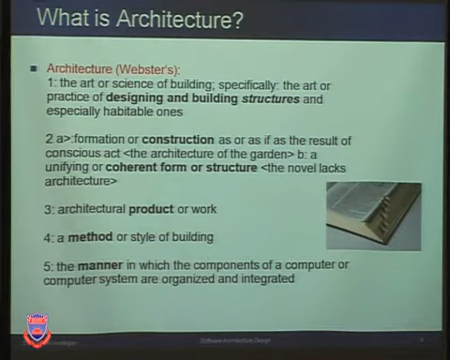 What is Architecture?
Architecture (Webster's):
1: the art or science of building; specifically: the art or
practice of designing and building structures and
especially habitable ones
2 a>:formation or construction as or as if as the result of
conscious act <the architecture of the garden> b: a
unifying or coherent form or structure <the novel lacks
architecture>
3: architectural product or work
4: a method or style of building
5: the manner in which the components of a computer or
computer system are organized and integrated
Software Architecture Design